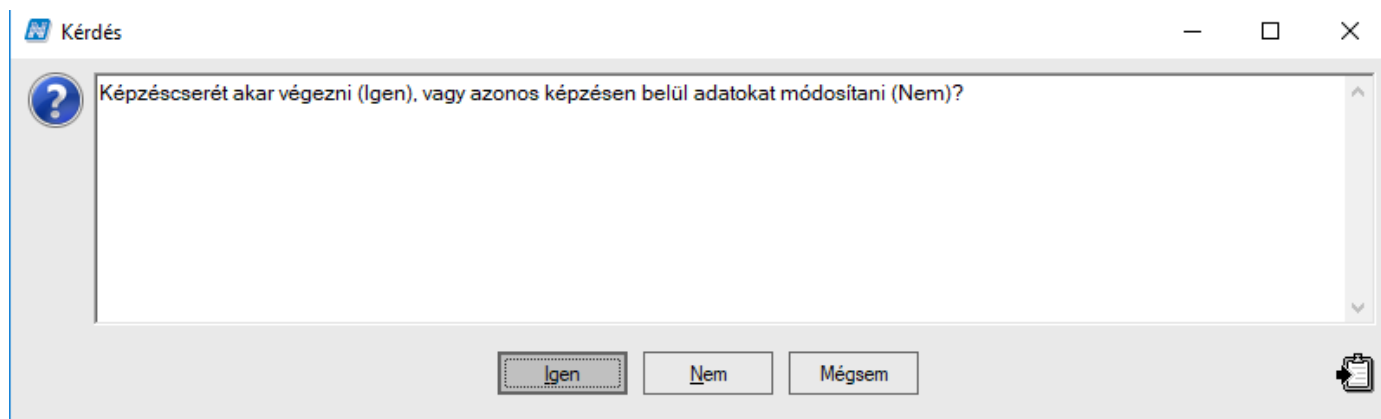 Kérdés
Képzéscserét akar végezni (Igen), vagy azonos képzésen belül adatokat módosítani (Nem)?
Igen Nem Mégsem